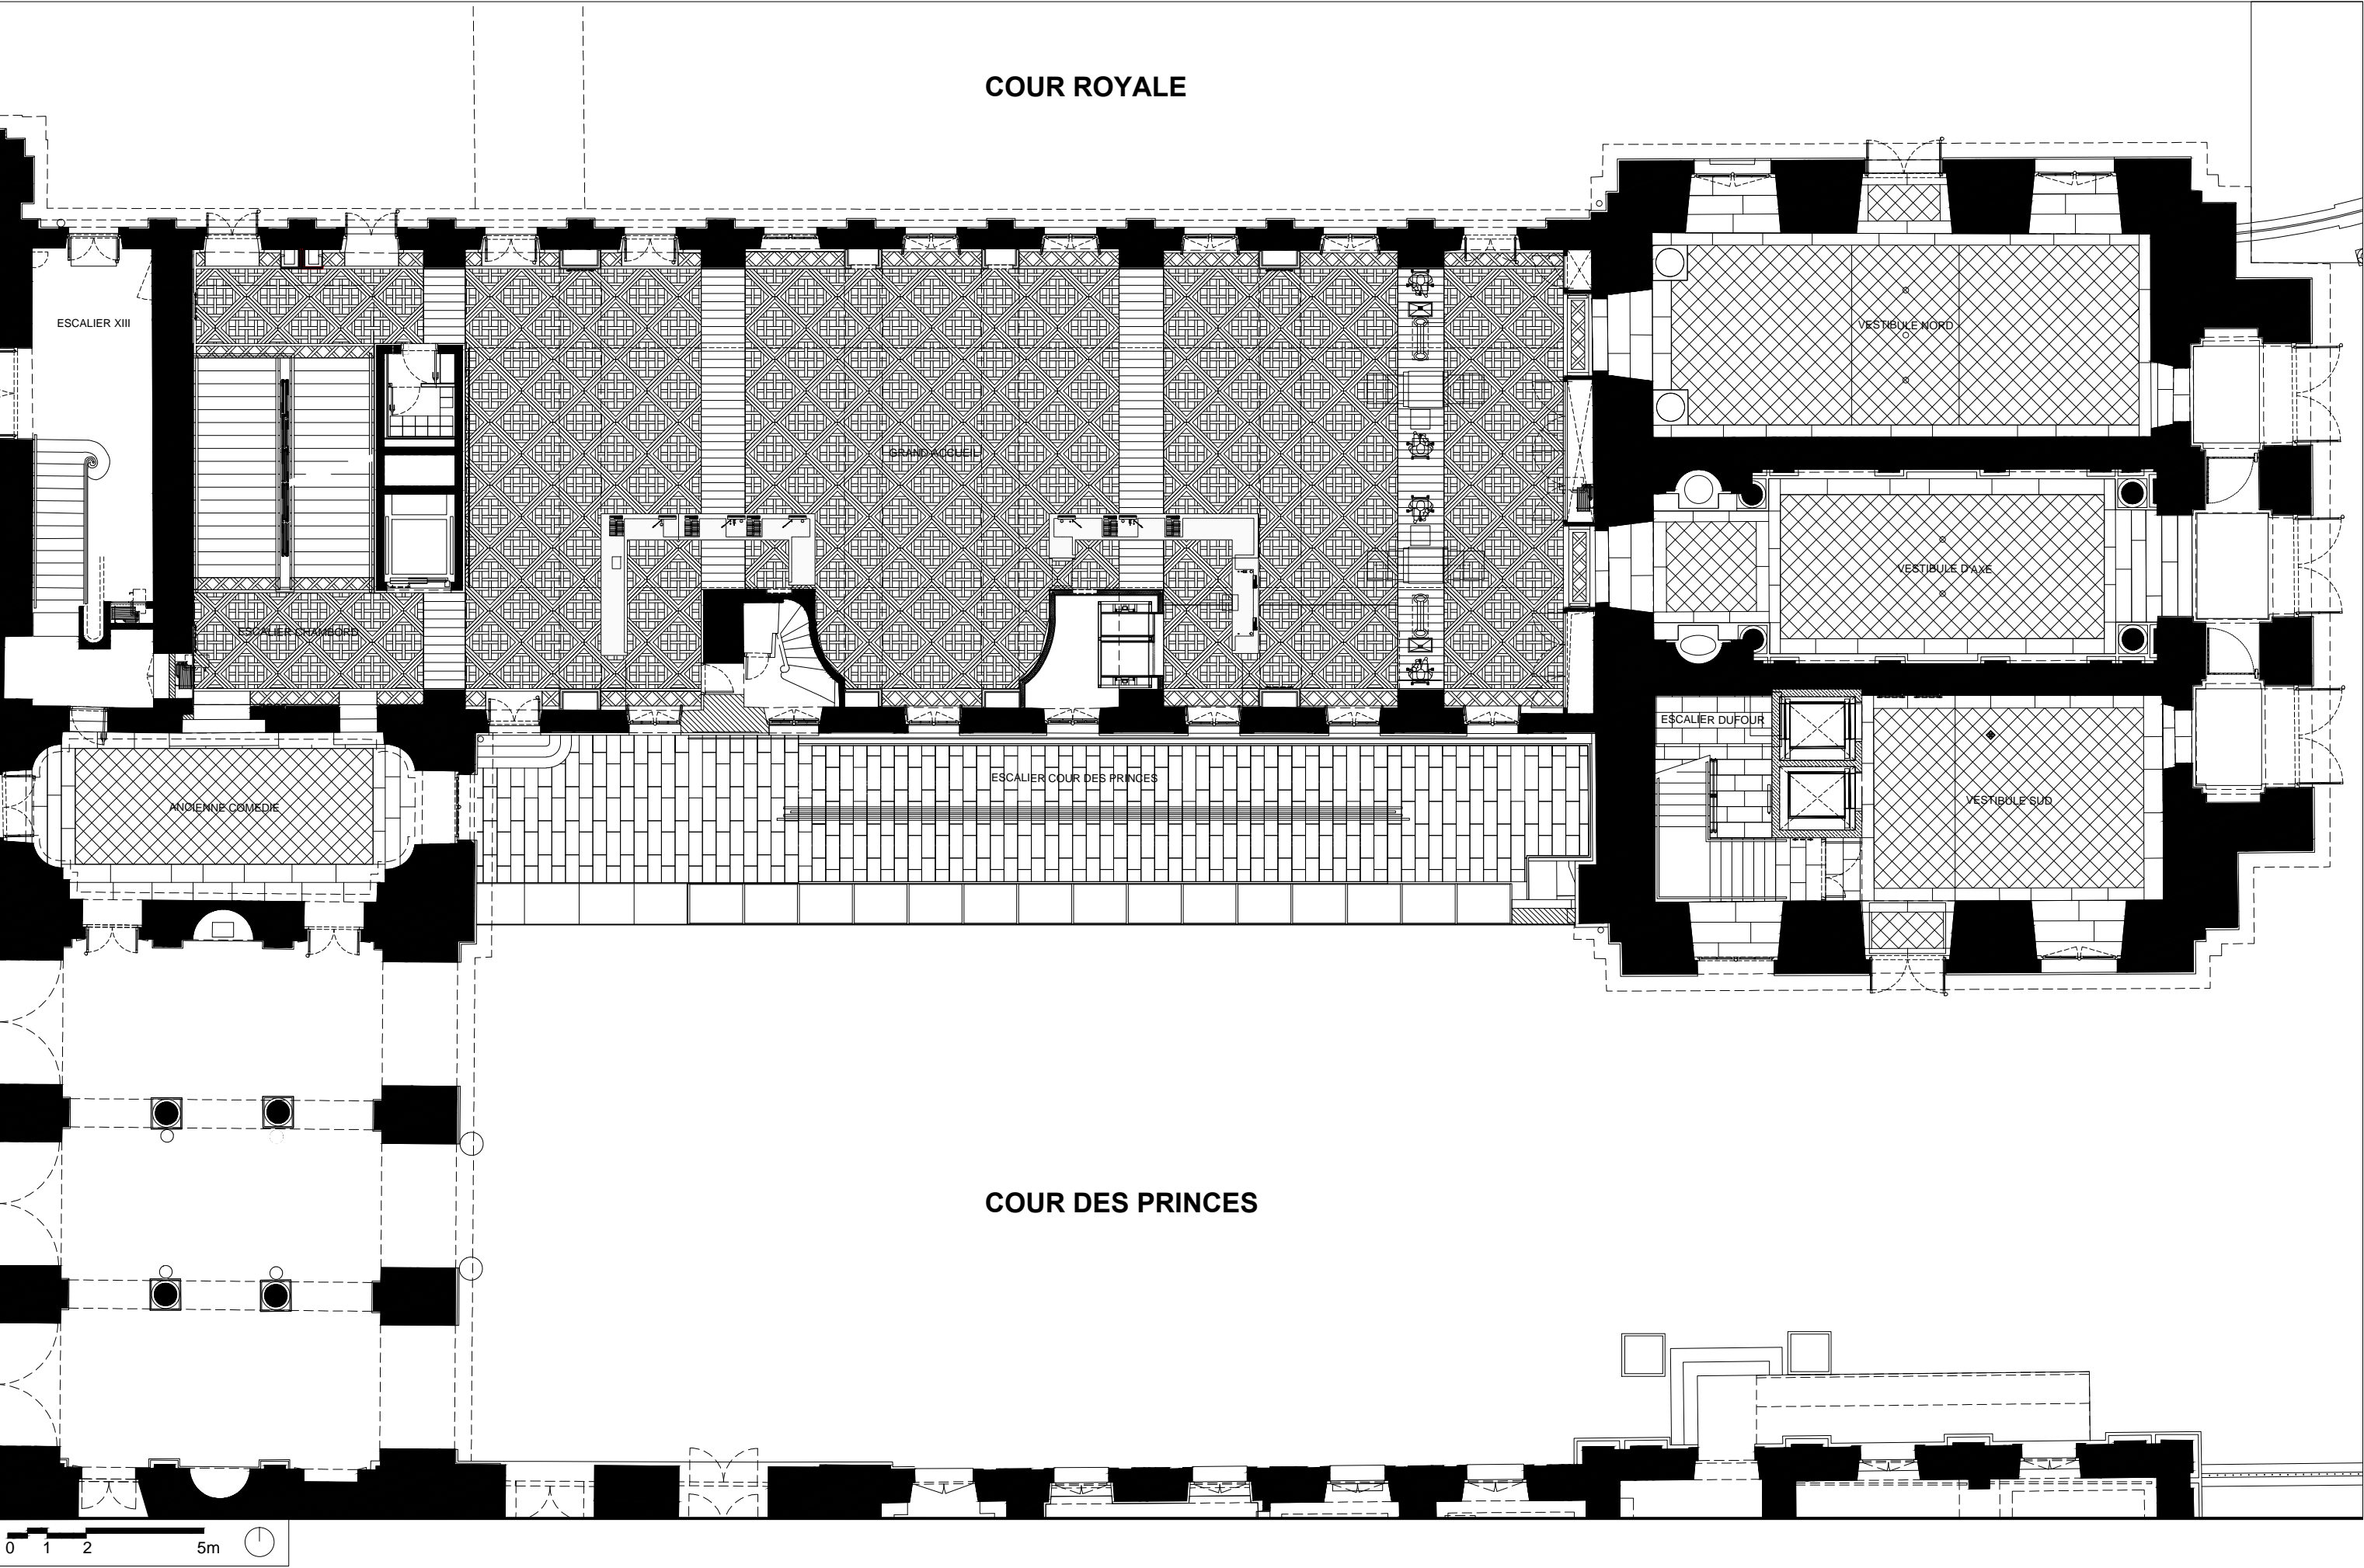 COUR ROYALE
ESCALIER XIII
VESTIBULE NORD
GRAND ACCUEIL
VESTIBULE D'AXE
ESCALIER CHAMBORD
ESCALIER DUFOUR
ESCALIER COUR DES PRINCES
ANCIENNE COMEDIE
VESTIBULE SUD
COUR DES PRINCES
0 1 2 5m